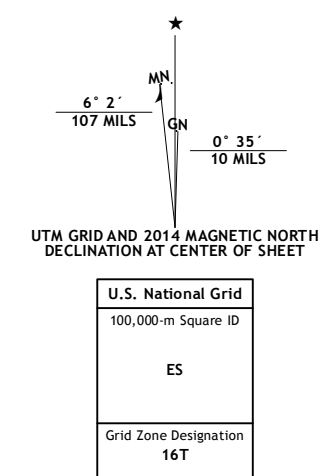 MN.
6° 2´
107 MILS
GN
0° 35´
10 MILS
UTM GRID AND 2014 MAGNETIC NORTH
DECLINATION AT CENTER OF SHEET
U.S. National Grid
100,000-m Square ID
ES
Grid Zone Designation
16T